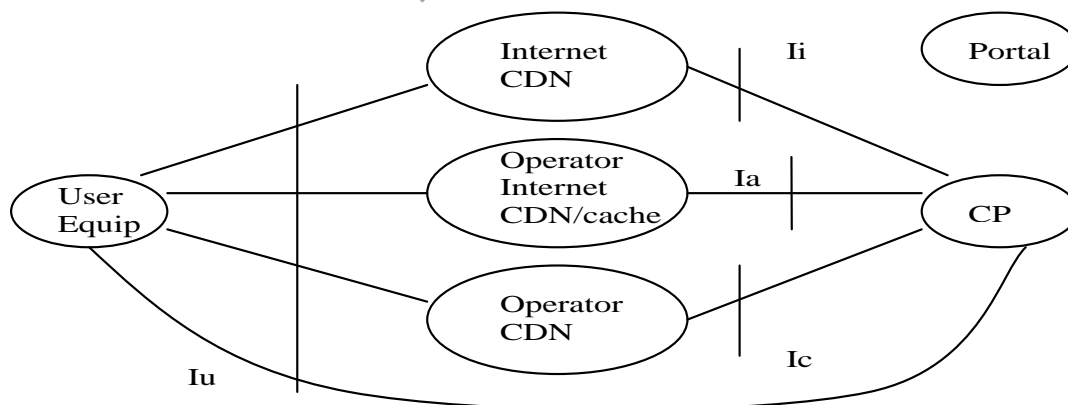 Internet
CDN
Ii
Portal
Operator
Internet
CDN/cache
Ia
User
Equip
CP
Operator
CDN
Iu
Ic